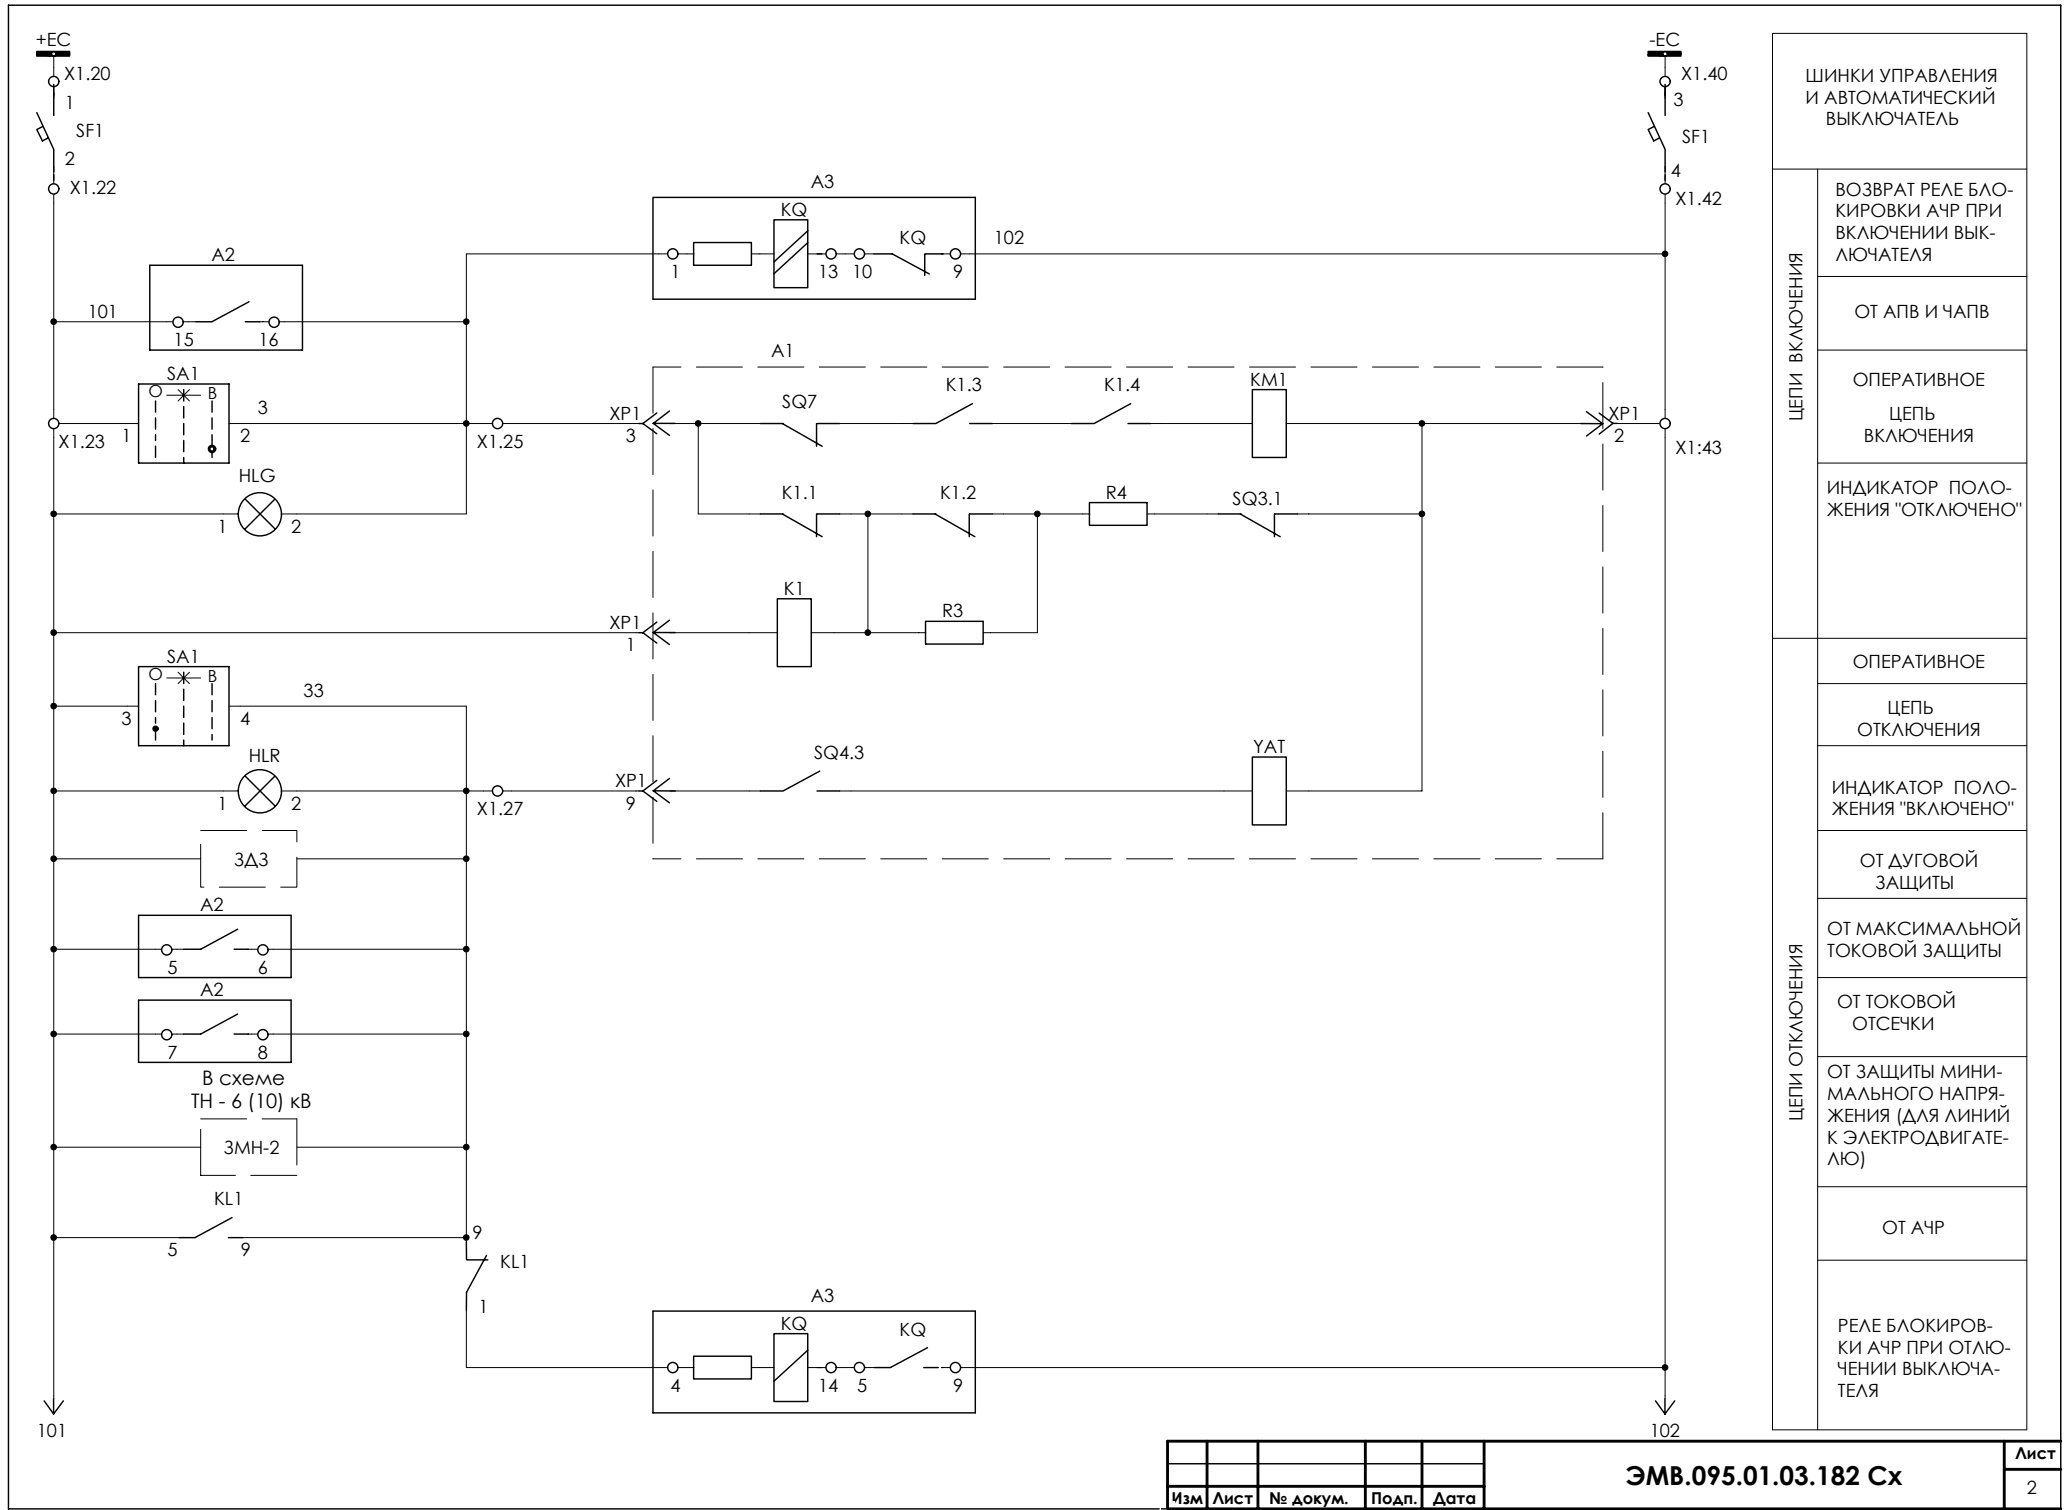 +ЕС
X1.20
1
SF1
2
X1.22
-ЕС
X1.40
3
SF1
4
X1.42
ШИНКИ УПРАВЛЕНИЯ
И АВТОМАТИЧЕСКИЙ
ВЫКЛЮЧАТЕЛЬ
A3
KQ
KQ
102
1
13
10
9
ВОЗВРАТ РЕЛЕ БЛО-
КИРОВКИ АЧР ПРИ
ВКЛЮЧЕНИИ ВЫК-
ЛЮЧАТЕЛЯ
ЦЕПИ ВКЛЮЧЕНИЯ
A2
101
15
16
ОТ АПВ И ЧАПВ
A1
SA1
В
3
1
2
X1.23
X1.25
XP1
3
SQ7
K1.3
K1.4
KM1
XP1
2
X1:43
ОПЕРАТИВНОЕ
ЦЕПЬ
ВКЛЮЧЕНИЯ
HLG
1
2
K1.1
K1.2
R4
SQ3.1
ИНДИКАТОР ПОЛО-
ЖЕНИЯ "ОТКЛЮЧЕНО"
XP1
1
K1
R3
SA1
В
33
3
4
ОПЕРАТИВНОЕ
ЦЕПЬ
ОТКЛЮЧЕНИЯ
ЦЕПИ ОТКЛЮЧЕНИЯ
HLR
1
2
X1.27
XP1
9
SQ4.3
YAT
ИНДИКАТОР ПОЛО-
ЖЕНИЯ "ВКЛЮЧЕНО"
ЗДЗ
ОТ ДУГОВОЙ
ЗАЩИТЫ
A2
5
6
ОТ МАКСИМАЛЬНОЙ
ТОКОВОЙ ЗАЩИТЫ
A2
7
8
ОТ ТОКОВОЙ
ОТСЕЧКИ
В схеме
ТН - 6 (10) кВ
ЗМН-2
ОТ ЗАЩИТЫ МИНИ-
МАЛЬНОГО НАПРЯ-
ЖЕНИЯ (ДЛЯ ЛИНИЙ
К ЭЛЕКТРОДВИГАТЕ-
ЛЮ)
KL1
5
9
9
KL1
1
ОТ АЧР
A3
KQ
KQ
4
14
5
9
РЕЛЕ БЛОКИРОВ-
КИ АЧР ПРИ ОТЛЮ-
ЧЕНИИ ВЫКЛЮЧА-
ТЕЛЯ
101
102
Изм Лист № докум. Подп. Дата
ЭМВ.095.01.03.182 Сх
Лист
2